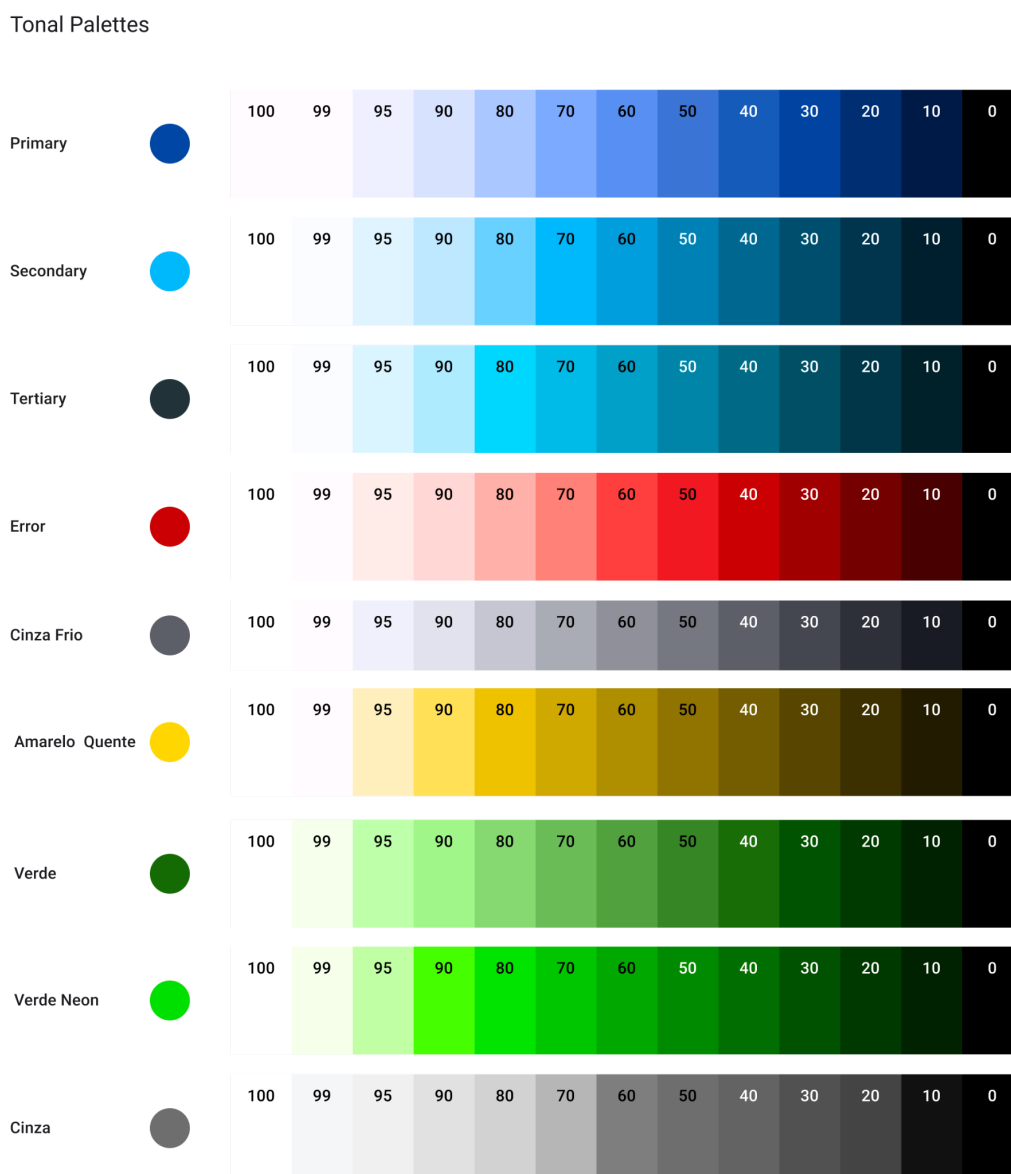 Tonal Palettes
Primary 100 99 95 90 80 70 60 50 40 30 20 10 0
Secondary 100 99 95 90 80 70 60 50 40 30 20 10 0
Tertiary 100 99 95 90 80 70 60 50 40 30 20 10 0
Error 100 99 95 90 80 70 60 50 40 30 20 10 0
Cinza Frio 100 99 95 90 80 70 60 50 40 30 20 10 0
Amarelo Quente 100 99 95 90 80 70 60 50 40 30 20 10 0
Verde 100 99 95 90 80 70 60 50 40 30 20 10 0
Verde Neon 100 99 95 90 80 70 60 50 40 30 20 10 0
Cinza 100 99 95 90 80 70 60 50 40 30 20 10 0